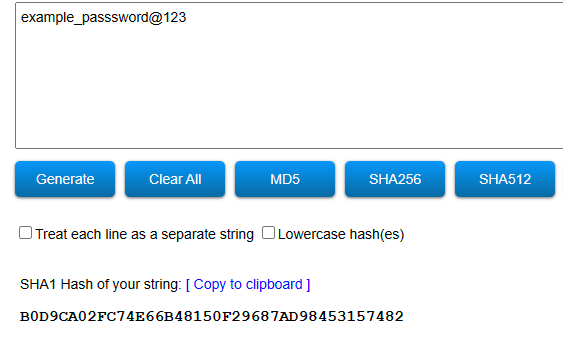 example_passsword@123
Generate Clear All MD5 SHA256 SHA512
Treat each line as a separate string Lowercase hash(es)
SHA1 Hash of your string: [ Copy to clipboard ]
B0D9CA02FC74E66B48150F29687AD98453157482